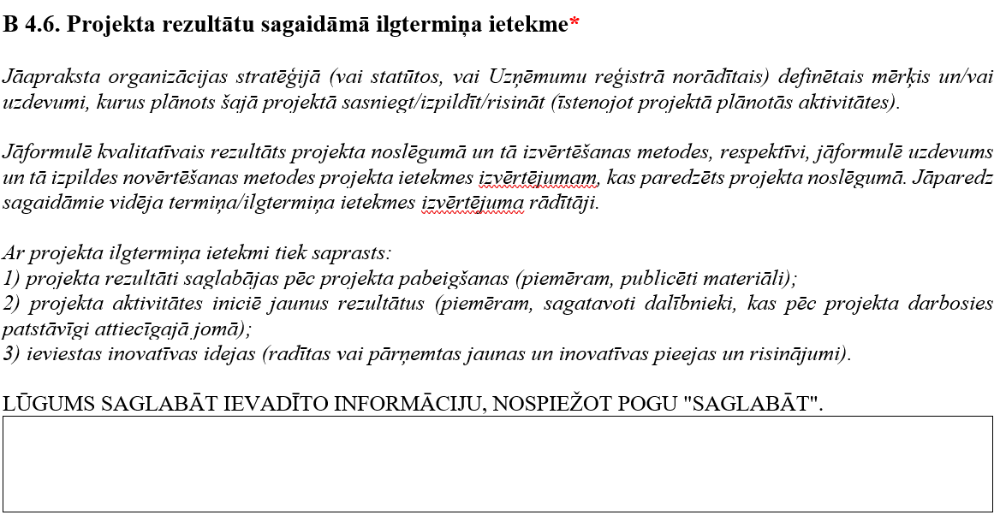 B 4.6. Projekta rezultātu sagaidāmā ilgtermiņa ietekme*
Jāapraksta organizācijas stratēģijā (vai statūtos, vai Uzņēmumu reģistrā norādītais) definētais mērķis un/vai
uzdevumi, kurus plānots šajā projektā sasniegt/izpildīt/risināt (īstenojot projektā plānotās aktivitātes).
Jāformulē kvalitatīvais rezultāts projekta noslēgumā un tā izvērtēšanas metodes, respektīvi, jāformulē uzdevums
un tā izpildes novērtēšanas metodes projekta ietekmes izvērtējumam, kas paredzēts projekta noslēgumā. Jāparedz
sagaidāmie vidēja termiņa/ilgtermiņa ietekmes izvērtējuma rādītāji.
Ar projekta ilgtermiņa ietekmi tiek saprasts:
1) projekta rezultāti saglabājas pēc projekta pabeigšanas (piemēram, publicēti materiāli);
2) projekta aktivitātes iniciē jaunus rezultātus (piemēram, sagatavoti dalībnieki, kas pēc projekta darbosies
patstāvīgi attiecīgajā jomā);
3) ieviestas inovatīvas idejas (radītas vai pārņemtas jaunas un inovatīvas pieejas un risinājumi).
LŪGUMS SAGLABĀT IEVADĪTO INFORMĀCIJU, NOSPIEŽOT POGU "SAGLABĀT".